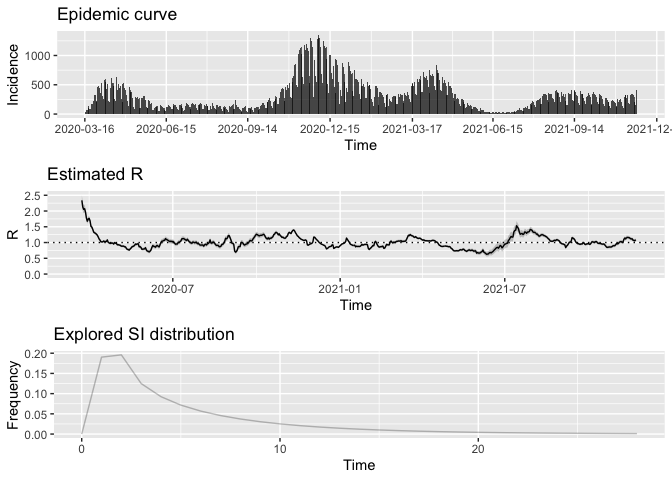 Epidemic curve
Incidence
1000
500
0
2020-03-16 2020-06-15 2020-09-14 2020-12-15 2021-03-17 2021-06-15 2021-09-14 2021-12-
Time
Estimated R
R
2.5
2.0
1.5
1.0
0.5
0.0
2020-07 2021-01 2021-07
Time
Explored SI distribution
Frequency
0.20
0.15
0.10
0.05
0.00
0 10 20
Time